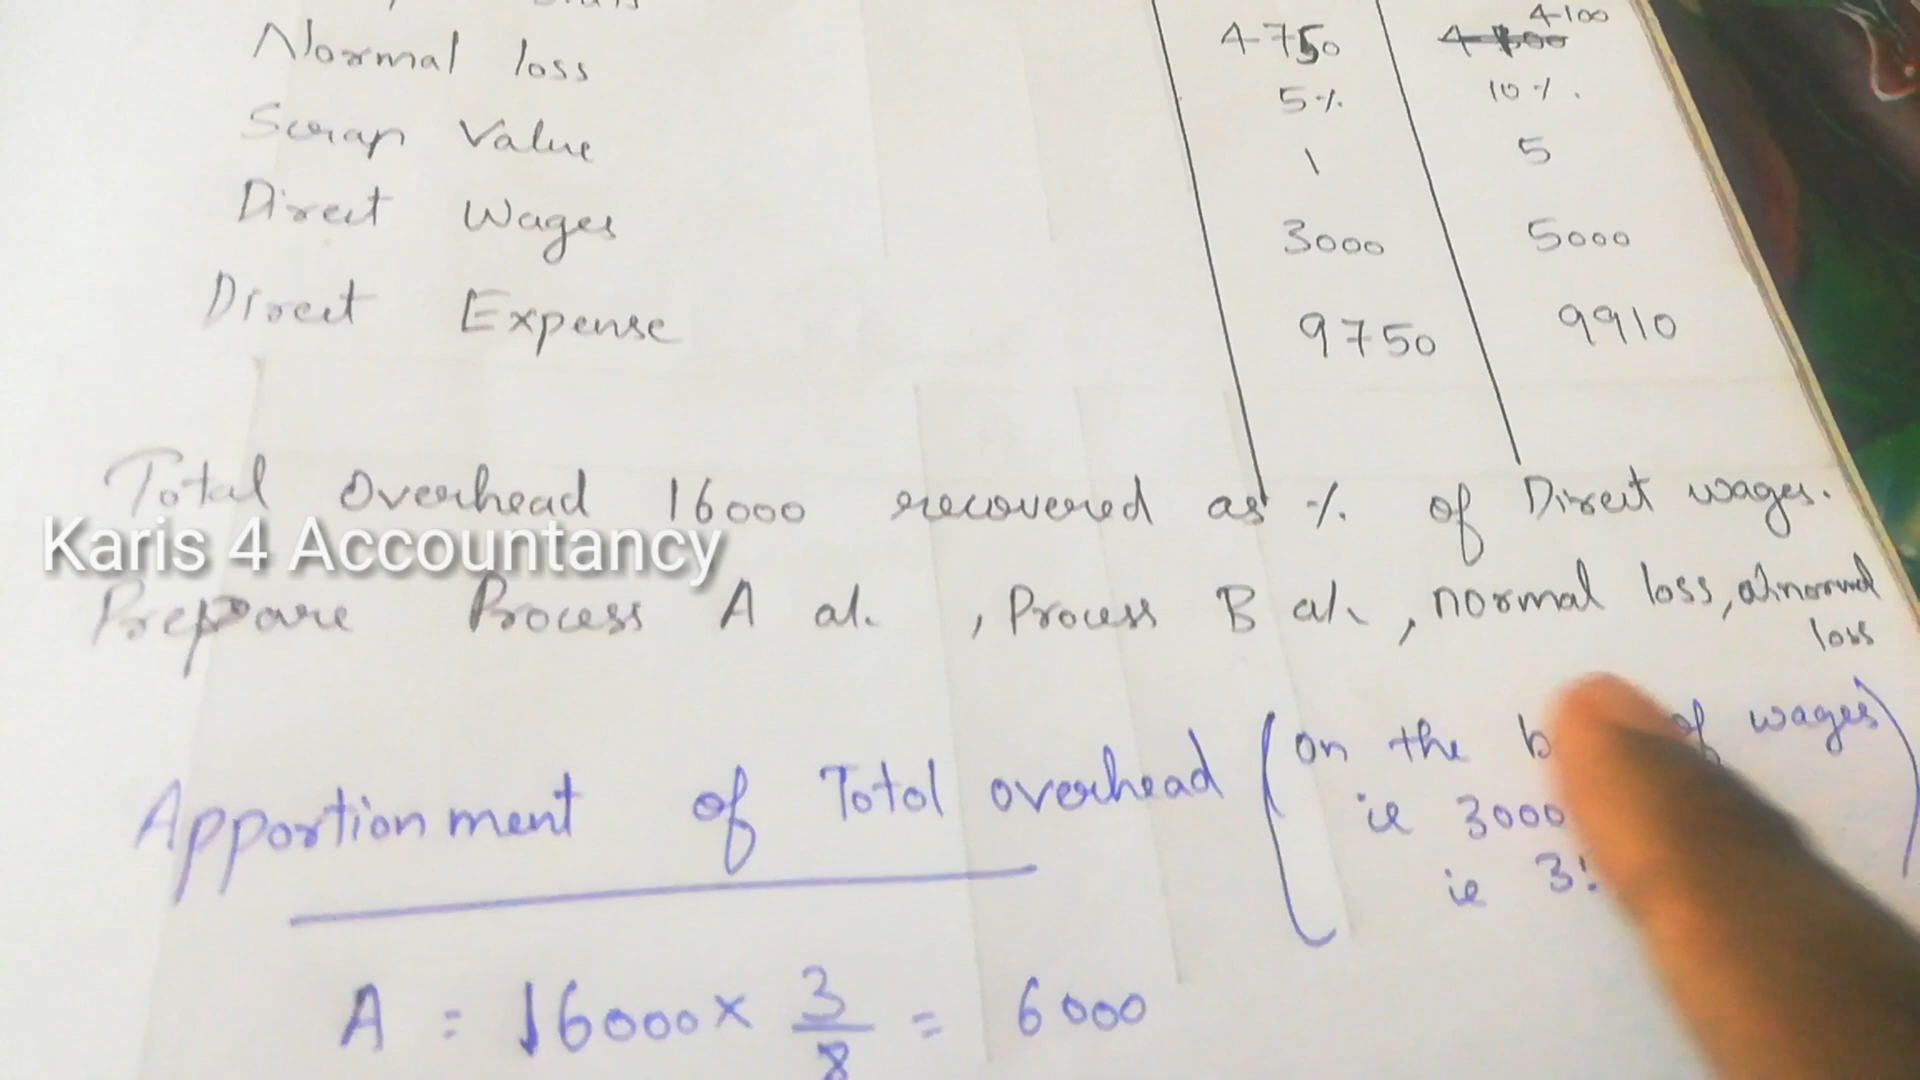 4100
Normal loss 4750
5% 10%.
Scrap Value 1 5
Direct Wages 3000 5000
Direct Expense 9750 9910
Total Overhead 16000 recovered as % of Direct wages.
Karis 4 Accountancy
Prepare Process A a/c. , Process B a/c , normal loss, abnormal
loss
(on the of wages)
Apportionment of Total overhead
ie 3000
ie 3:
A = 16000 × 3/8 = 6000